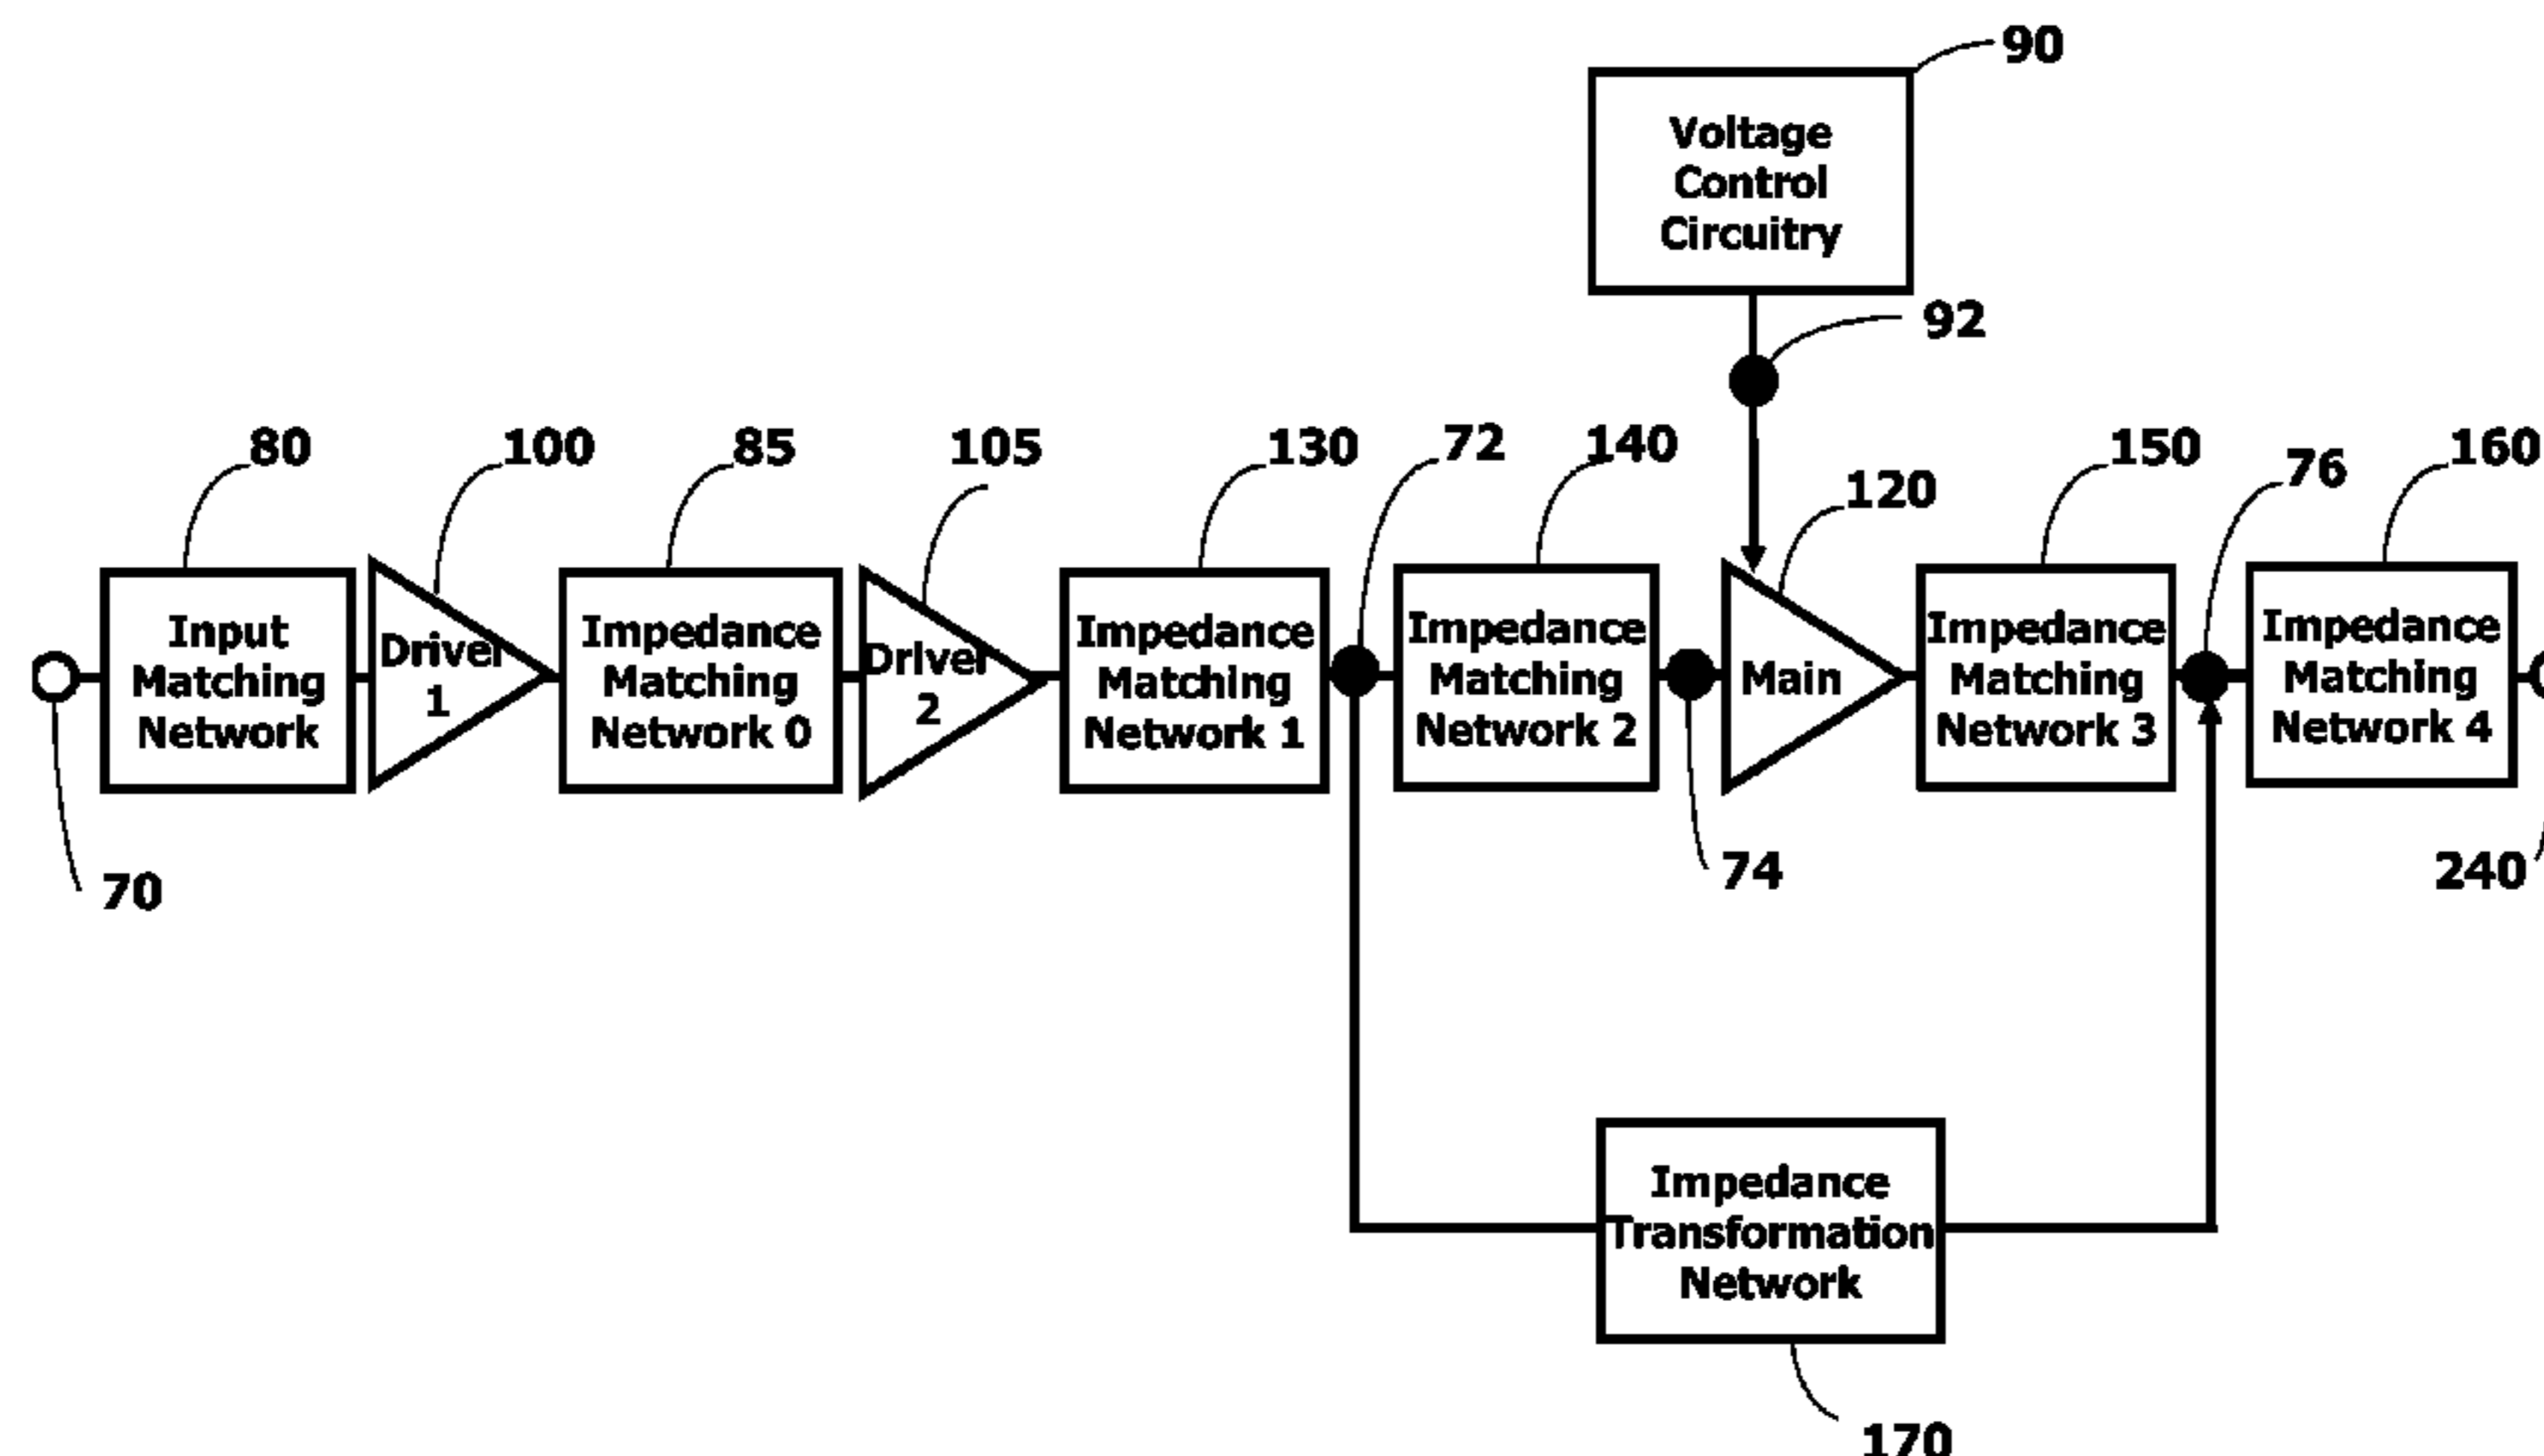 90
Voltage
Control
Circuitry
92
80
100
85
105
130
72
140
120
150
76
160
Input
Matching
Network
Driver
1
Impedance
Matching
Network 0
Driver
2
Impedance
Matching
Network 1
Impedance
Matching
Network 2
Main
Impedance
Matching
Network 3
Impedance
Matching
Network 4
70
74
240
Impedance
Transformation
Network
170